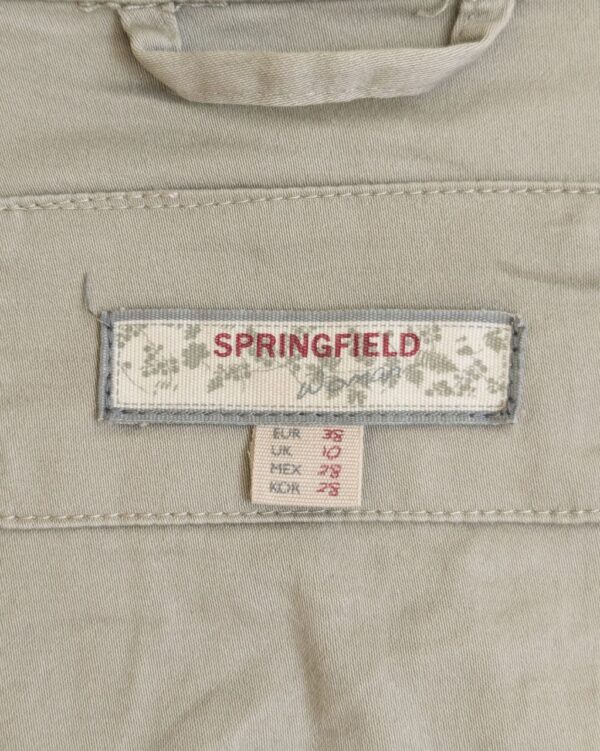 SPRINGFIELD
woman
EUR 38
UK 10
MEX 28
KOR 28